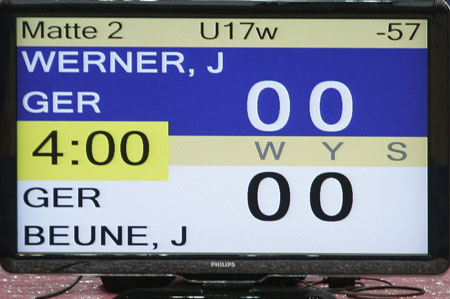 Matte 2 U17w -57
WERNER, J
GER 0 0
4:00 W Y S
GER 0 0
BEUNE, J
PHILIPS